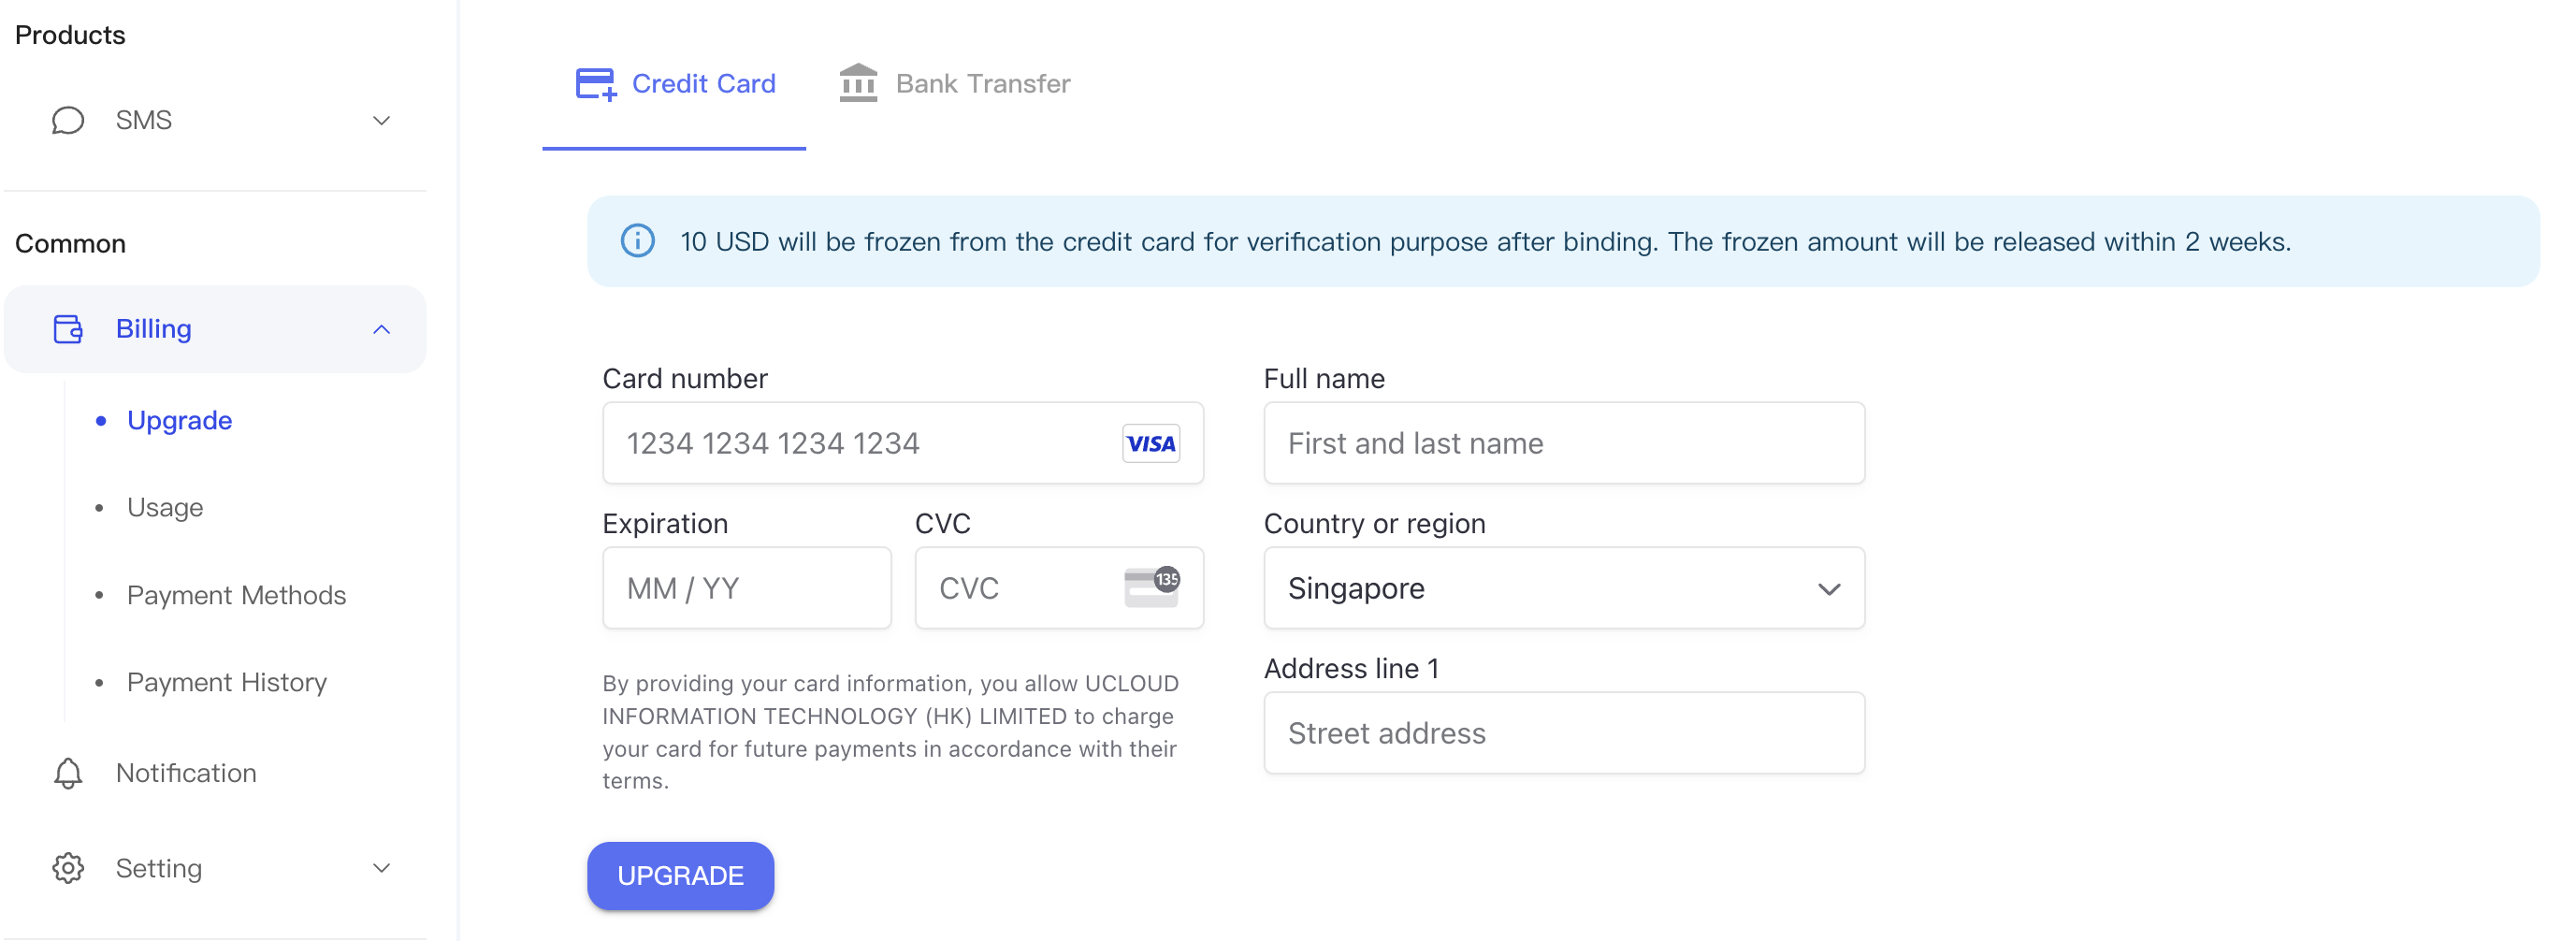 Products
SMS
Common
Billing
Upgrade
Usage
Payment Methods
Payment History
Notification
Setting
Credit Card
Bank Transfer
10 USD will be frozen from the credit card for verification purpose after binding. The frozen amount will be released within 2 weeks.
Card number
1234 1234 1234 1234
VISA
Expiration
MM / YY
CVC
CVC
135
By providing your card information, you allow UCLOUD
INFORMATION TECHNOLOGY (HK) LIMITED to charge
your card for future payments in accordance with their
terms.
Full name
First and last name
Country or region
Singapore
Address line 1
Street address
UPGRADE